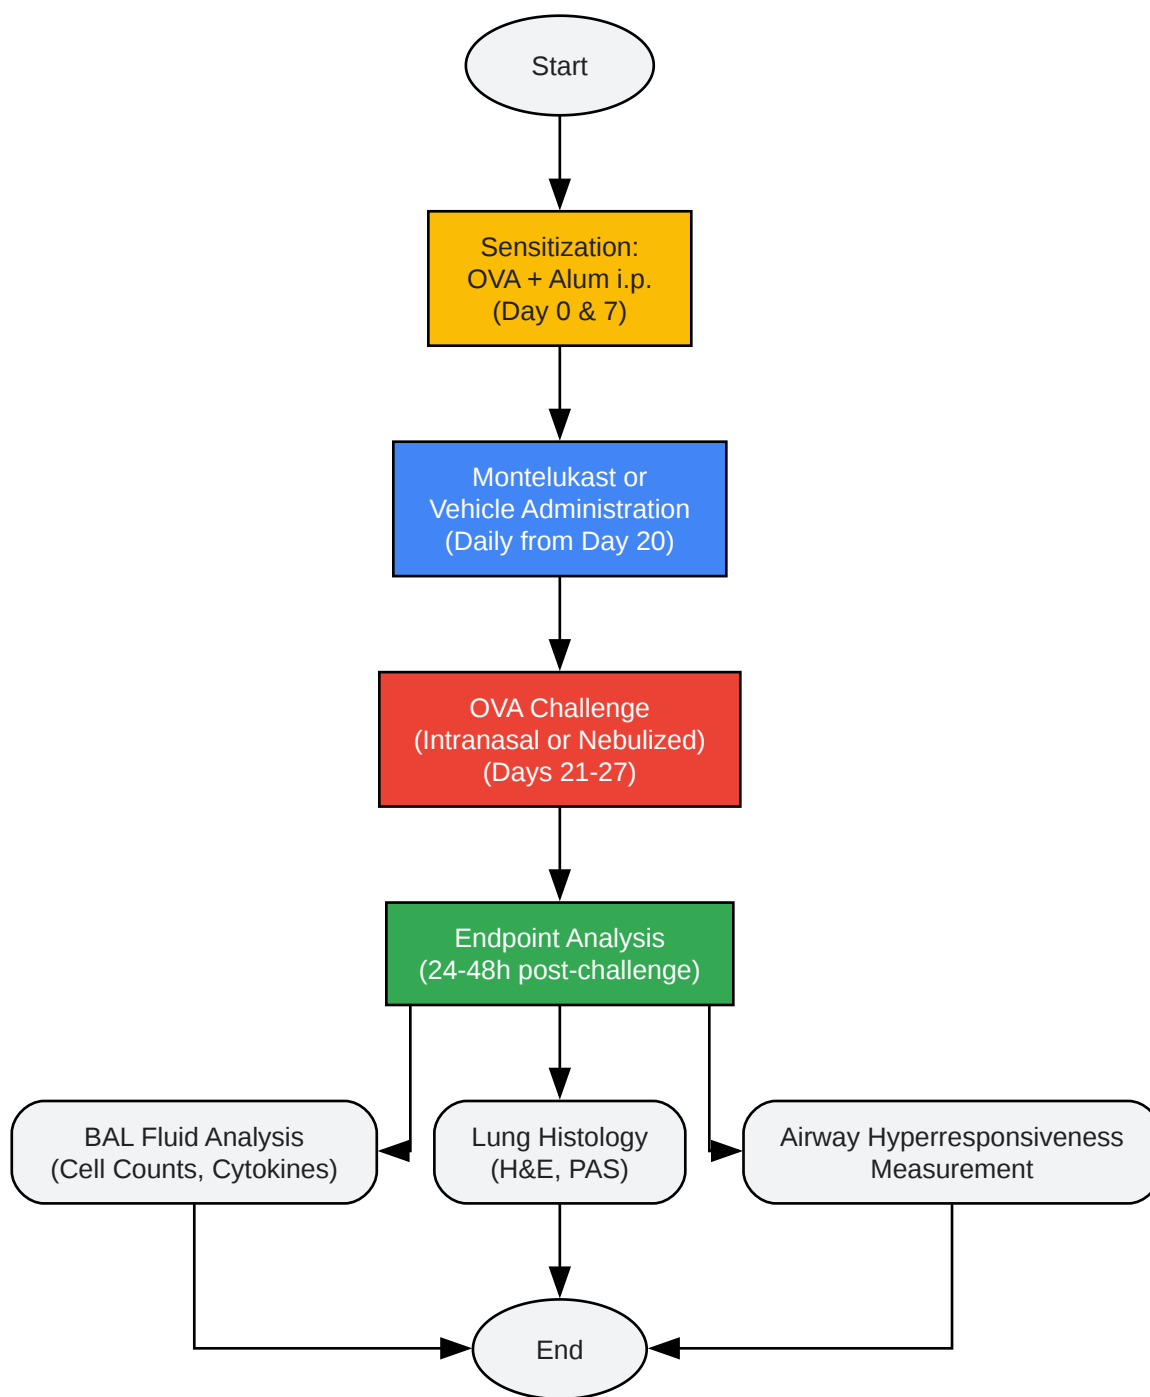 Start
Sensitization:
OVA + Alum i.p.
(Day 0 & 7)
Montelukast or
Vehicle Administration
(Daily from Day 20)
OVA Challenge
(Intranasal or Nebulized)
(Days 21-27)
Endpoint Analysis
(24-48h post-challenge)
BAL Fluid Analysis
(Cell Counts, Cytokines)
Lung Histology
(H&E, PAS)
Airway Hyperresponsiveness
Measurement
End